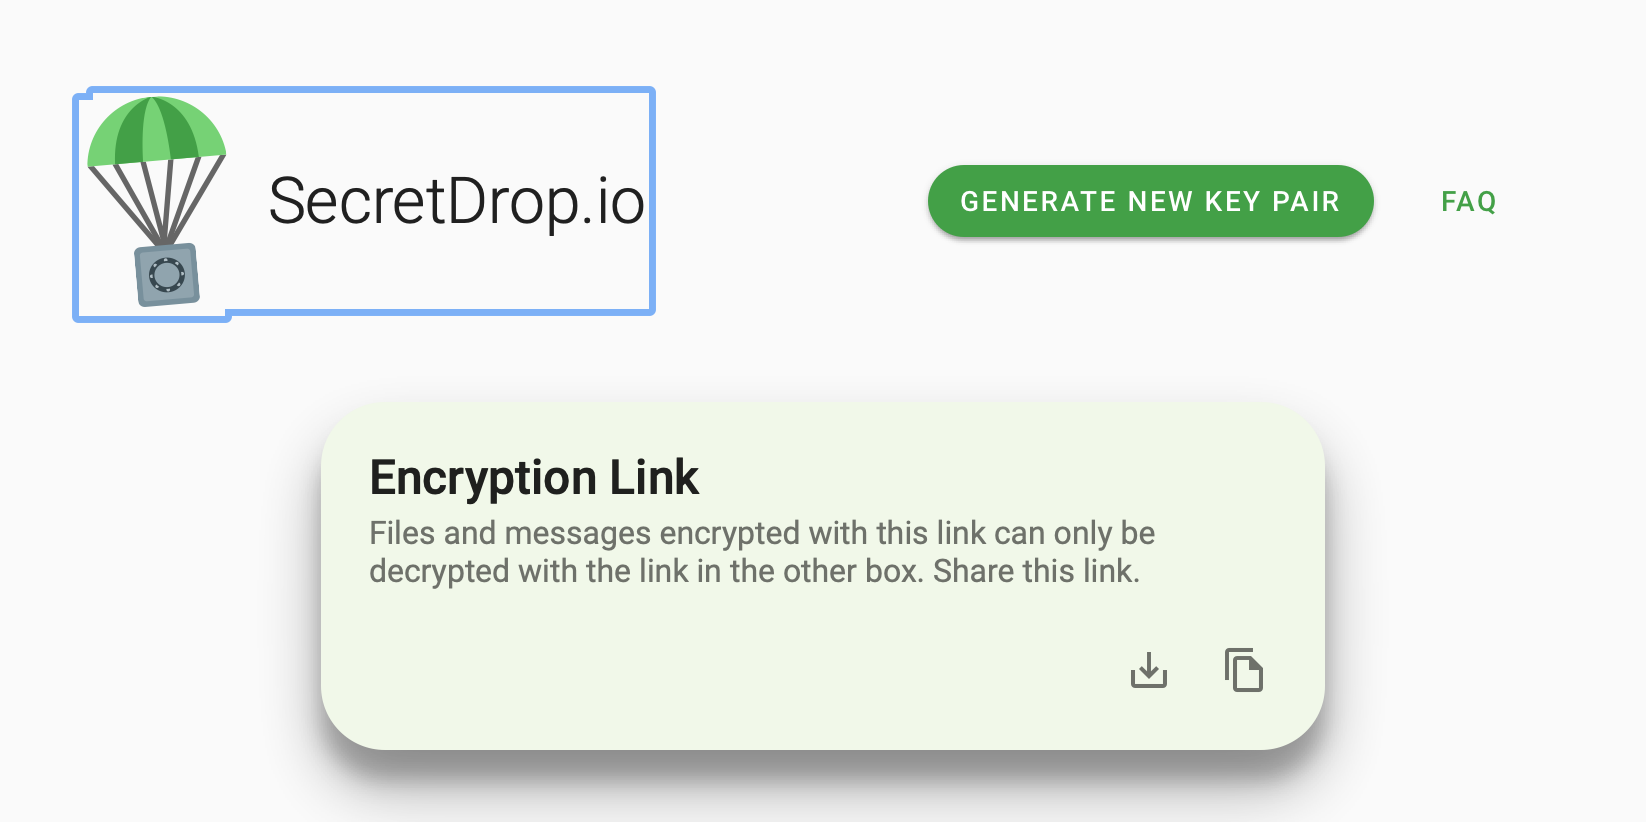 SecretDrop.io
GENERATE NEW KEY PAIR
FAQ
Encryption Link
Files and messages encrypted with this link can only be
decrypted with the link in the other box. Share this link.